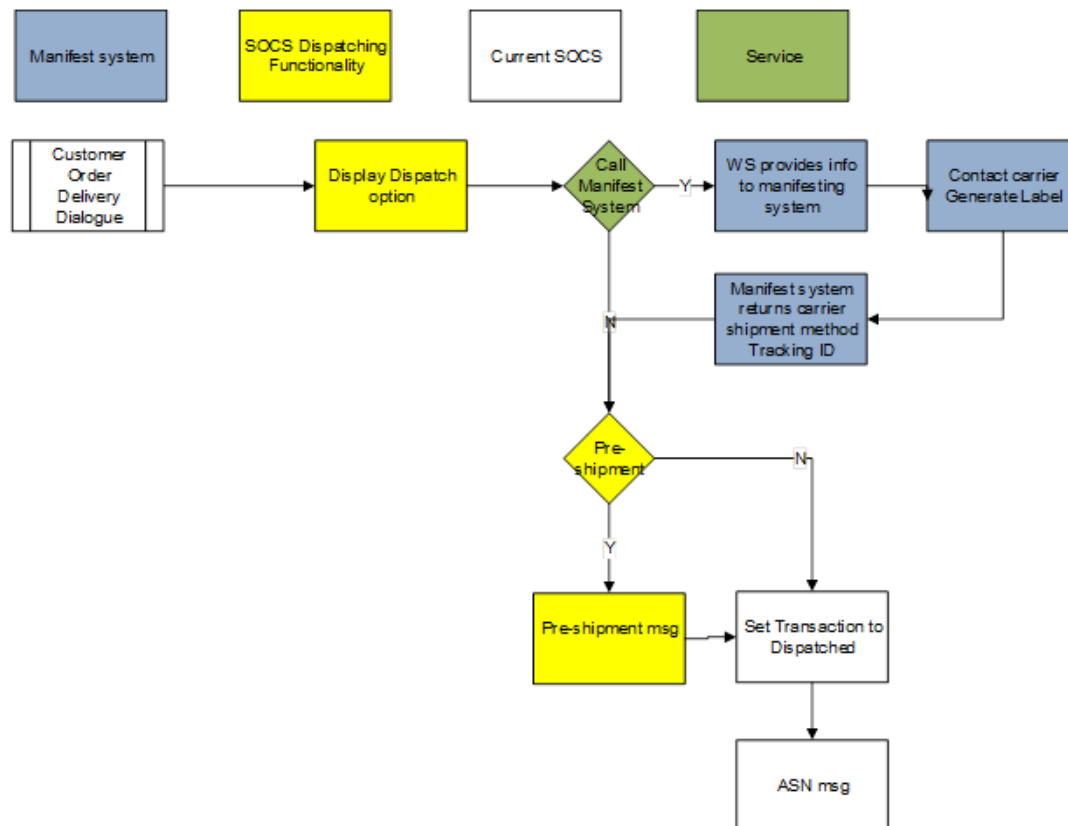 Manifest system
SOCS Dispatching
Functionality
Current SOCS
Service
Customer
Order
Delivery
Dialogue
Display Dispatch
option
Call
Manifest
System
Y
WS provides info
to manifesting
system
Contact carrier
Generate Label
Manifest system
returns carrier
shipment method
Tracking ID
N
Pre-
shipment
N
Y
Pre-shipment msg
Set Transaction to
Dispatched
ASN msg